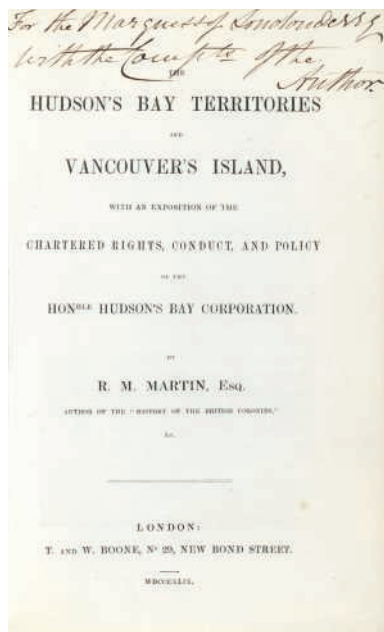 For the Marquess of Londonderry
with the Compts of the
Author.
THE
HUDSON'S BAY TERRITORIES
AND
VANCOUVER'S ISLAND,
WITH AN EXPOSITION OF THE
CHARTERED RIGHTS, CONDUCT, AND POLICY
OF THE
HONBLE HUDSON'S BAY CORPORATION.
BY
R. M. MARTIN, Esq.
AUTHOR OF THE "HISTORY OF THE BRITISH COLONIES,"
&c.
LONDON:
T. AND W. BOONE, No 29, NEW BOND STREET.
MDCCCXLIX.